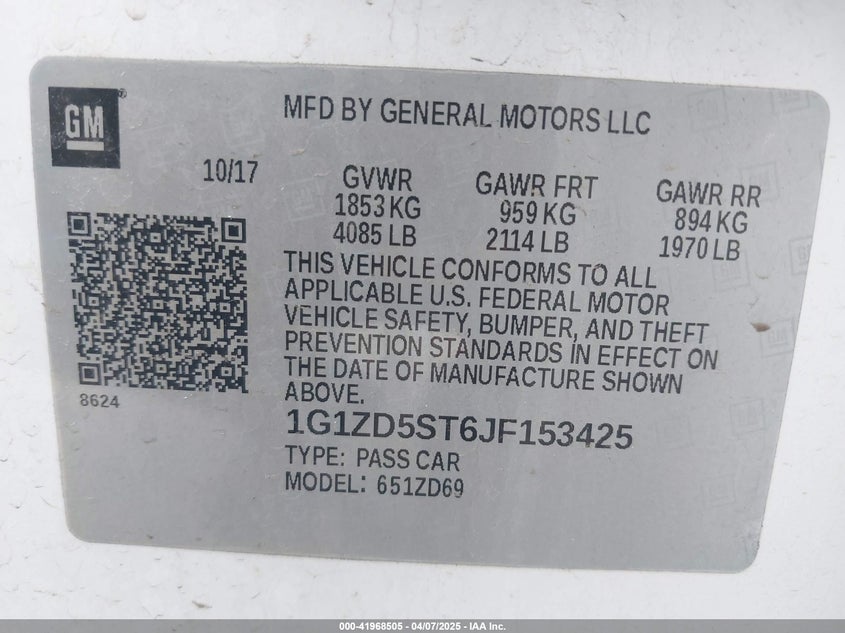 GM
MFD BY GENERAL MOTORS LLC
10/17
GVWR GAWR FRT GAWR RR
1853 KG 959 KG 894 KG
4085 LB 2114 LB 1970 LB
THIS VEHICLE CONFORMS TO ALL
APPLICABLE U.S. FEDERAL MOTOR
VEHICLE SAFETY, BUMPER, AND THEFT
PREVENTION STANDARDS IN EFFECT ON
THE DATE OF MANUFACTURE SHOWN
ABOVE.
8624
1G1ZD5ST6JF153425
TYPE: PASS CAR
MODEL: 651ZD69
000-41968505 - 04/07/2025 - IAA Inc.